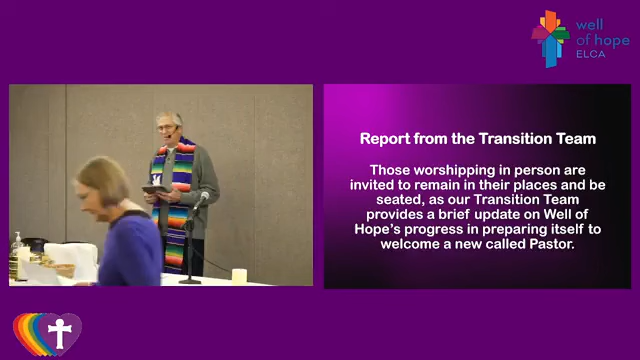 well
of hope
ELCA
Report from the Transition Team
Those worshipping in person are
invited to remain in their places and be
seated, as our Transition Team
provides a brief update on Well of
Hope's progress in preparing itself to
welcome a new called Pastor.